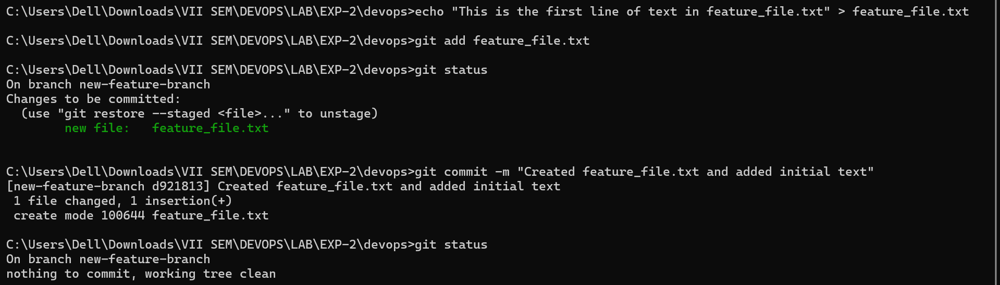 C:\Users\Dell\Downloads\VII SEM\DEVOPS\LAB\EXP-2\devops>echo "This is the first line of text in feature_file.txt" > feature_file.txt
C:\Users\Dell\Downloads\VII SEM\DEVOPS\LAB\EXP-2\devops>git add feature_file.txt
C:\Users\Dell\Downloads\VII SEM\DEVOPS\LAB\EXP-2\devops>git status
On branch new-feature-branch
Changes to be committed:
  (use "git restore --staged <file>..." to unstage)
        new file:   feature_file.txt
C:\Users\Dell\Downloads\VII SEM\DEVOPS\LAB\EXP-2\devops>git commit -m "Created feature_file.txt and added initial text"
[new-feature-branch d921813] Created feature_file.txt and added initial text
 1 file changed, 1 insertion(+)
 create mode 100644 feature_file.txt
C:\Users\Dell\Downloads\VII SEM\DEVOPS\LAB\EXP-2\devops>git status
On branch new-feature-branch
nothing to commit, working tree clean